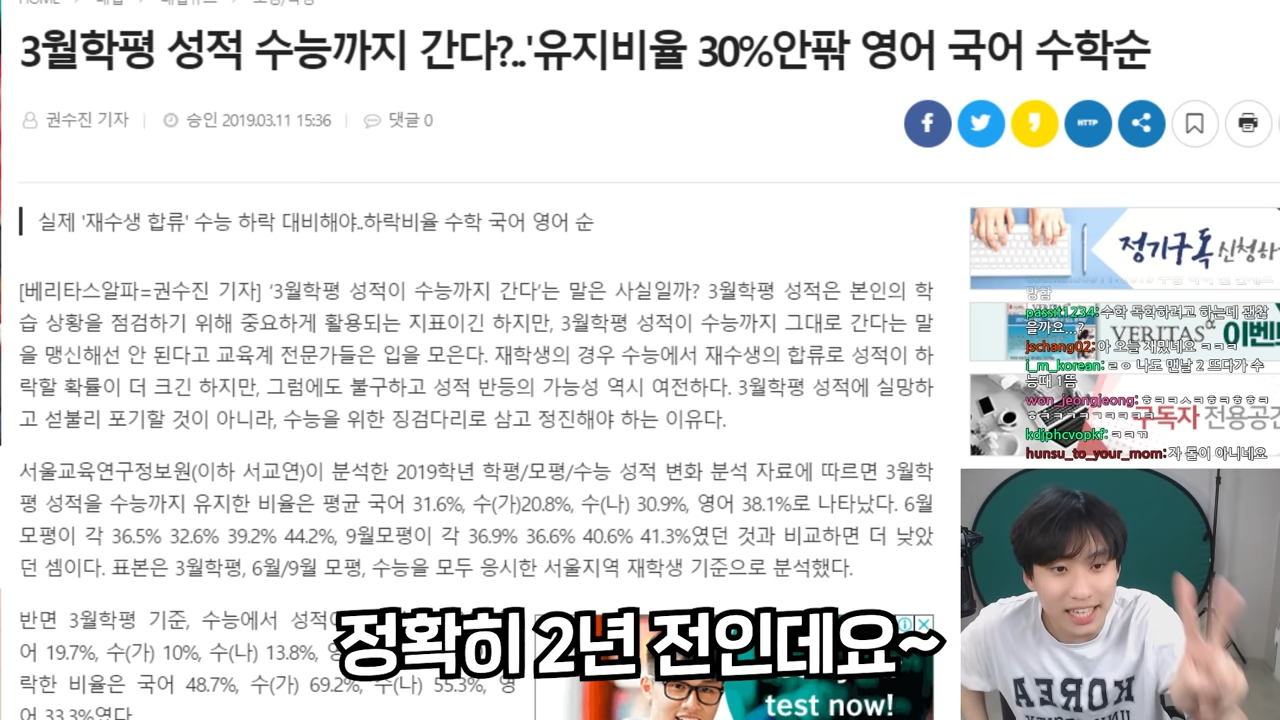 3월학평 성적 수능까지 간다?..'유지비율 30%안팎 영어 국어 수학순
권수진 기자
승인 2019.03.11 15:36
댓글 0
HTTP
실제 '재수생 합류' 수능 하락 대비해야..하락비율 수학 국어 영어 순
[베리타스알파=권수진 기자] '3월학평 성적이 수능까지 간다'는 말은 사실일까? 3월학평 성적은 본인의 학
습 상황을 점검하기 위해 중요하게 활용되는 지표이긴 하지만, 3월학평 성적이 수능까지 그대로 간다는 말
을 맹신해선 안 된다고 교육계 전문가들은 입을 모은다. 재학생의 경우 수능에서 재수생의 합류로 성적이 하
락할 확률이 더 크긴 하지만, 그럼에도 불구하고 성적 반등의 가능성 역시 여전하다. 3월학평 성적에 실망하
고 섣불리 포기할 것이 아니라, 수능을 위한 징검다리로 삼고 정진해야 하는 이유다.
서울교육연구정보원(이하 서교연)이 분석한 2019학년 학평/모평/수능 성적 변화 분석 자료에 따르면 3월학
평 성적을 수능까지 유지한 비율은 평균 국어 31.6%, 수(가)20.8%, 수(나) 30.9%, 영어 38.1%로 나타났다. 6월
모평이 각 36.5% 32.6% 39.2% 44.2%, 9월모평이 각 36.9% 36.6% 40.6% 41.3%였던 것과 비교하면 더 낮았
던 셈이다. 표본은 3월학평, 6월/9월 모평, 수능을 모두 응시한 서울지역 재학생 기준으로 분석했다.
반면 3월학평 기준, 수능에서 성적이
어 19.7%, 수(가) 10%, 수(나) 13.8%,
락한 비율은 국어 48.7%, 수(가) 69.2%, 수(나) 55.3%, 영
어 33.3%였다
정기구독 신청하
망함
passit1234: 수학 독학하려고 하는데 괜찮
을까요...?
VERITAS α 이벤트
jschang02: 아 오늘 재밌네요 ㅋㅋㅋ
i_m_korean: ㄹㅇ 나도 맨날 2 뜨다가 수
능때 1뜸
won_jeongjeong:
구독자 전용공간
kdjphcvopkf: ㅋㅋㄲ
hunsu_to_your_mom: 자 돌이 아니네요
정확히 2년 전인데요~
test now!
KOREA